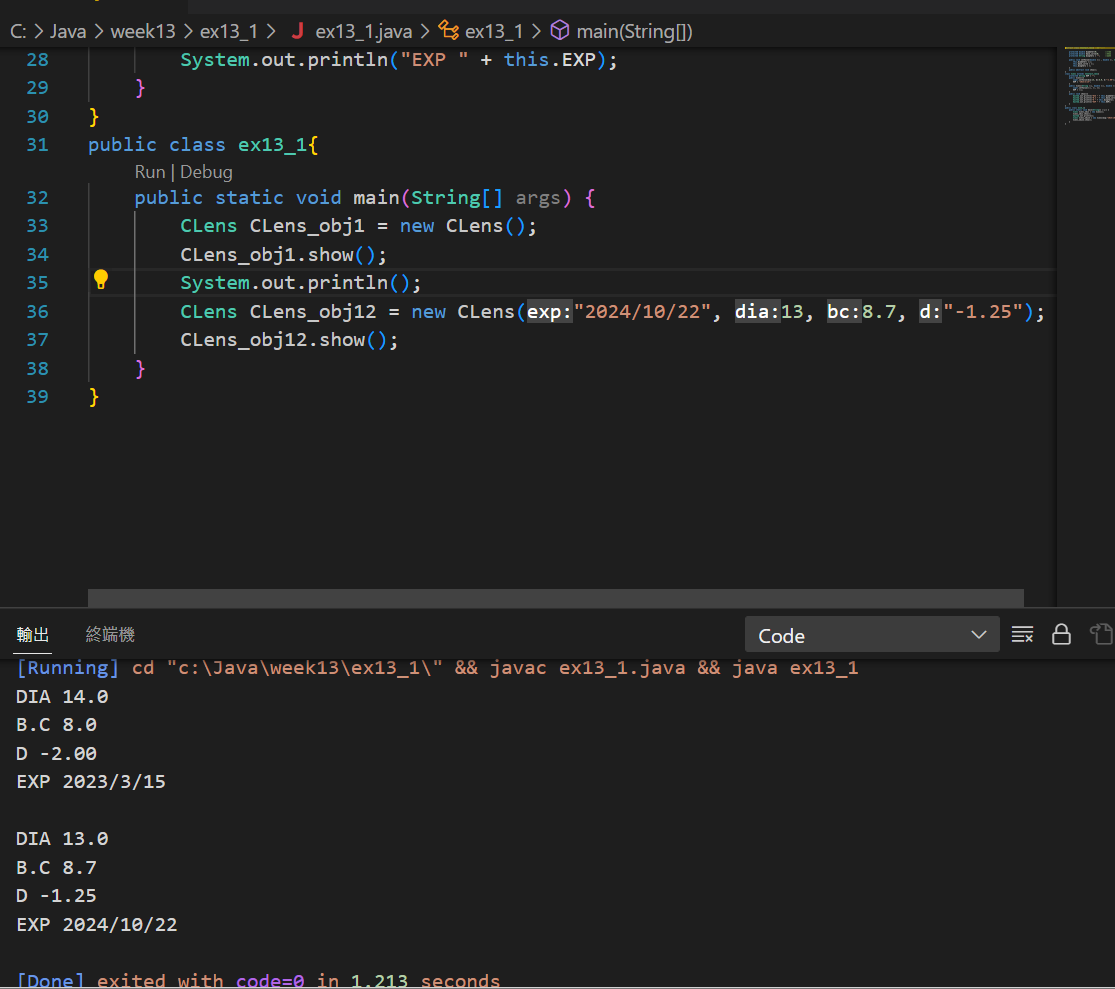 C: > Java > week13 > ex13_1 > J ex13_1.java > ex13_1 > main(String[])
28 System.out.println("EXP " + this.EXP);
29 }
30 }
31 public class ex13_1{
Run | Debug
32 public static void main(String[] args) {
33 CLens CLens_obj1 = new CLens();
34 CLens_obj1.show();
35 System.out.println();
36 CLens CLens_obj12 = new CLens(exp:"2024/10/22", dia:13, bc:8.7, d:"-1.25");
37 CLens_obj12.show();
38 }
39 }
輸出 終端機 Code
[Running] cd "c:\Java\week13\ex13_1\" && javac ex13_1.java && java ex13_1
DIA 14.0
B.C 8.0
D -2.00
EXP 2023/3/15
DIA 13.0
B.C 8.7
D -1.25
EXP 2024/10/22
[Done] exited with code=0 in 1.213 seconds